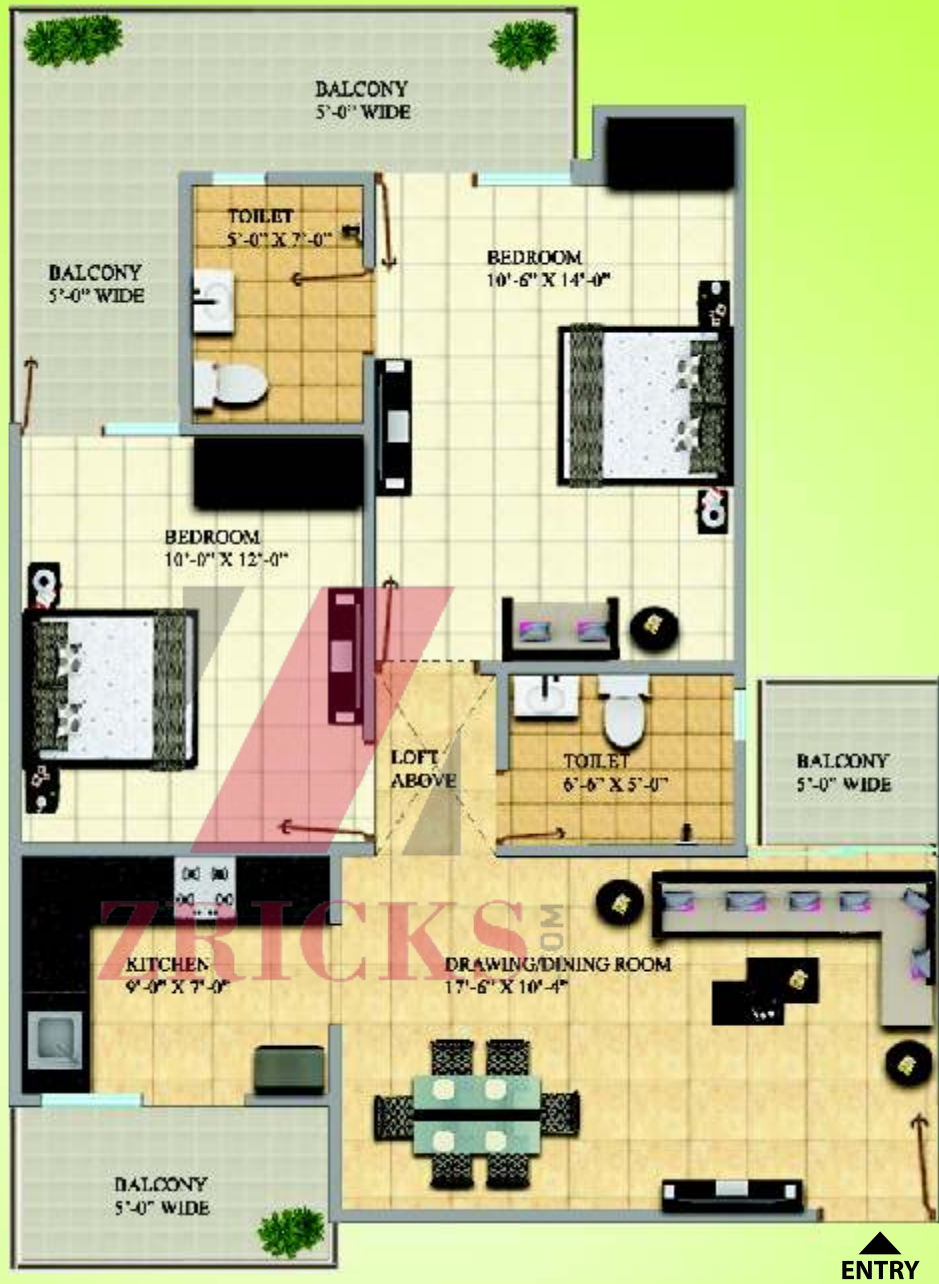 BALCONY
5'-0" WIDE
TOILET
5'-0" X 7'-0"
BEDROOM
10'-6" X 14'-0"
BALCONY
5'-0" WIDE
BEDROOM
10'-0" X 12'-0"
LOFT
ABOVE
TOILET
6'-6" X 5'-0"
BALCONY
5'-0" WIDE
ZRICKS.COM
KITCHEN
9'-0" X 7'-0"
DRAWING/DINING ROOM
17'-6" X 10'-4"
BALCONY
5'-0" WIDE
ENTRY